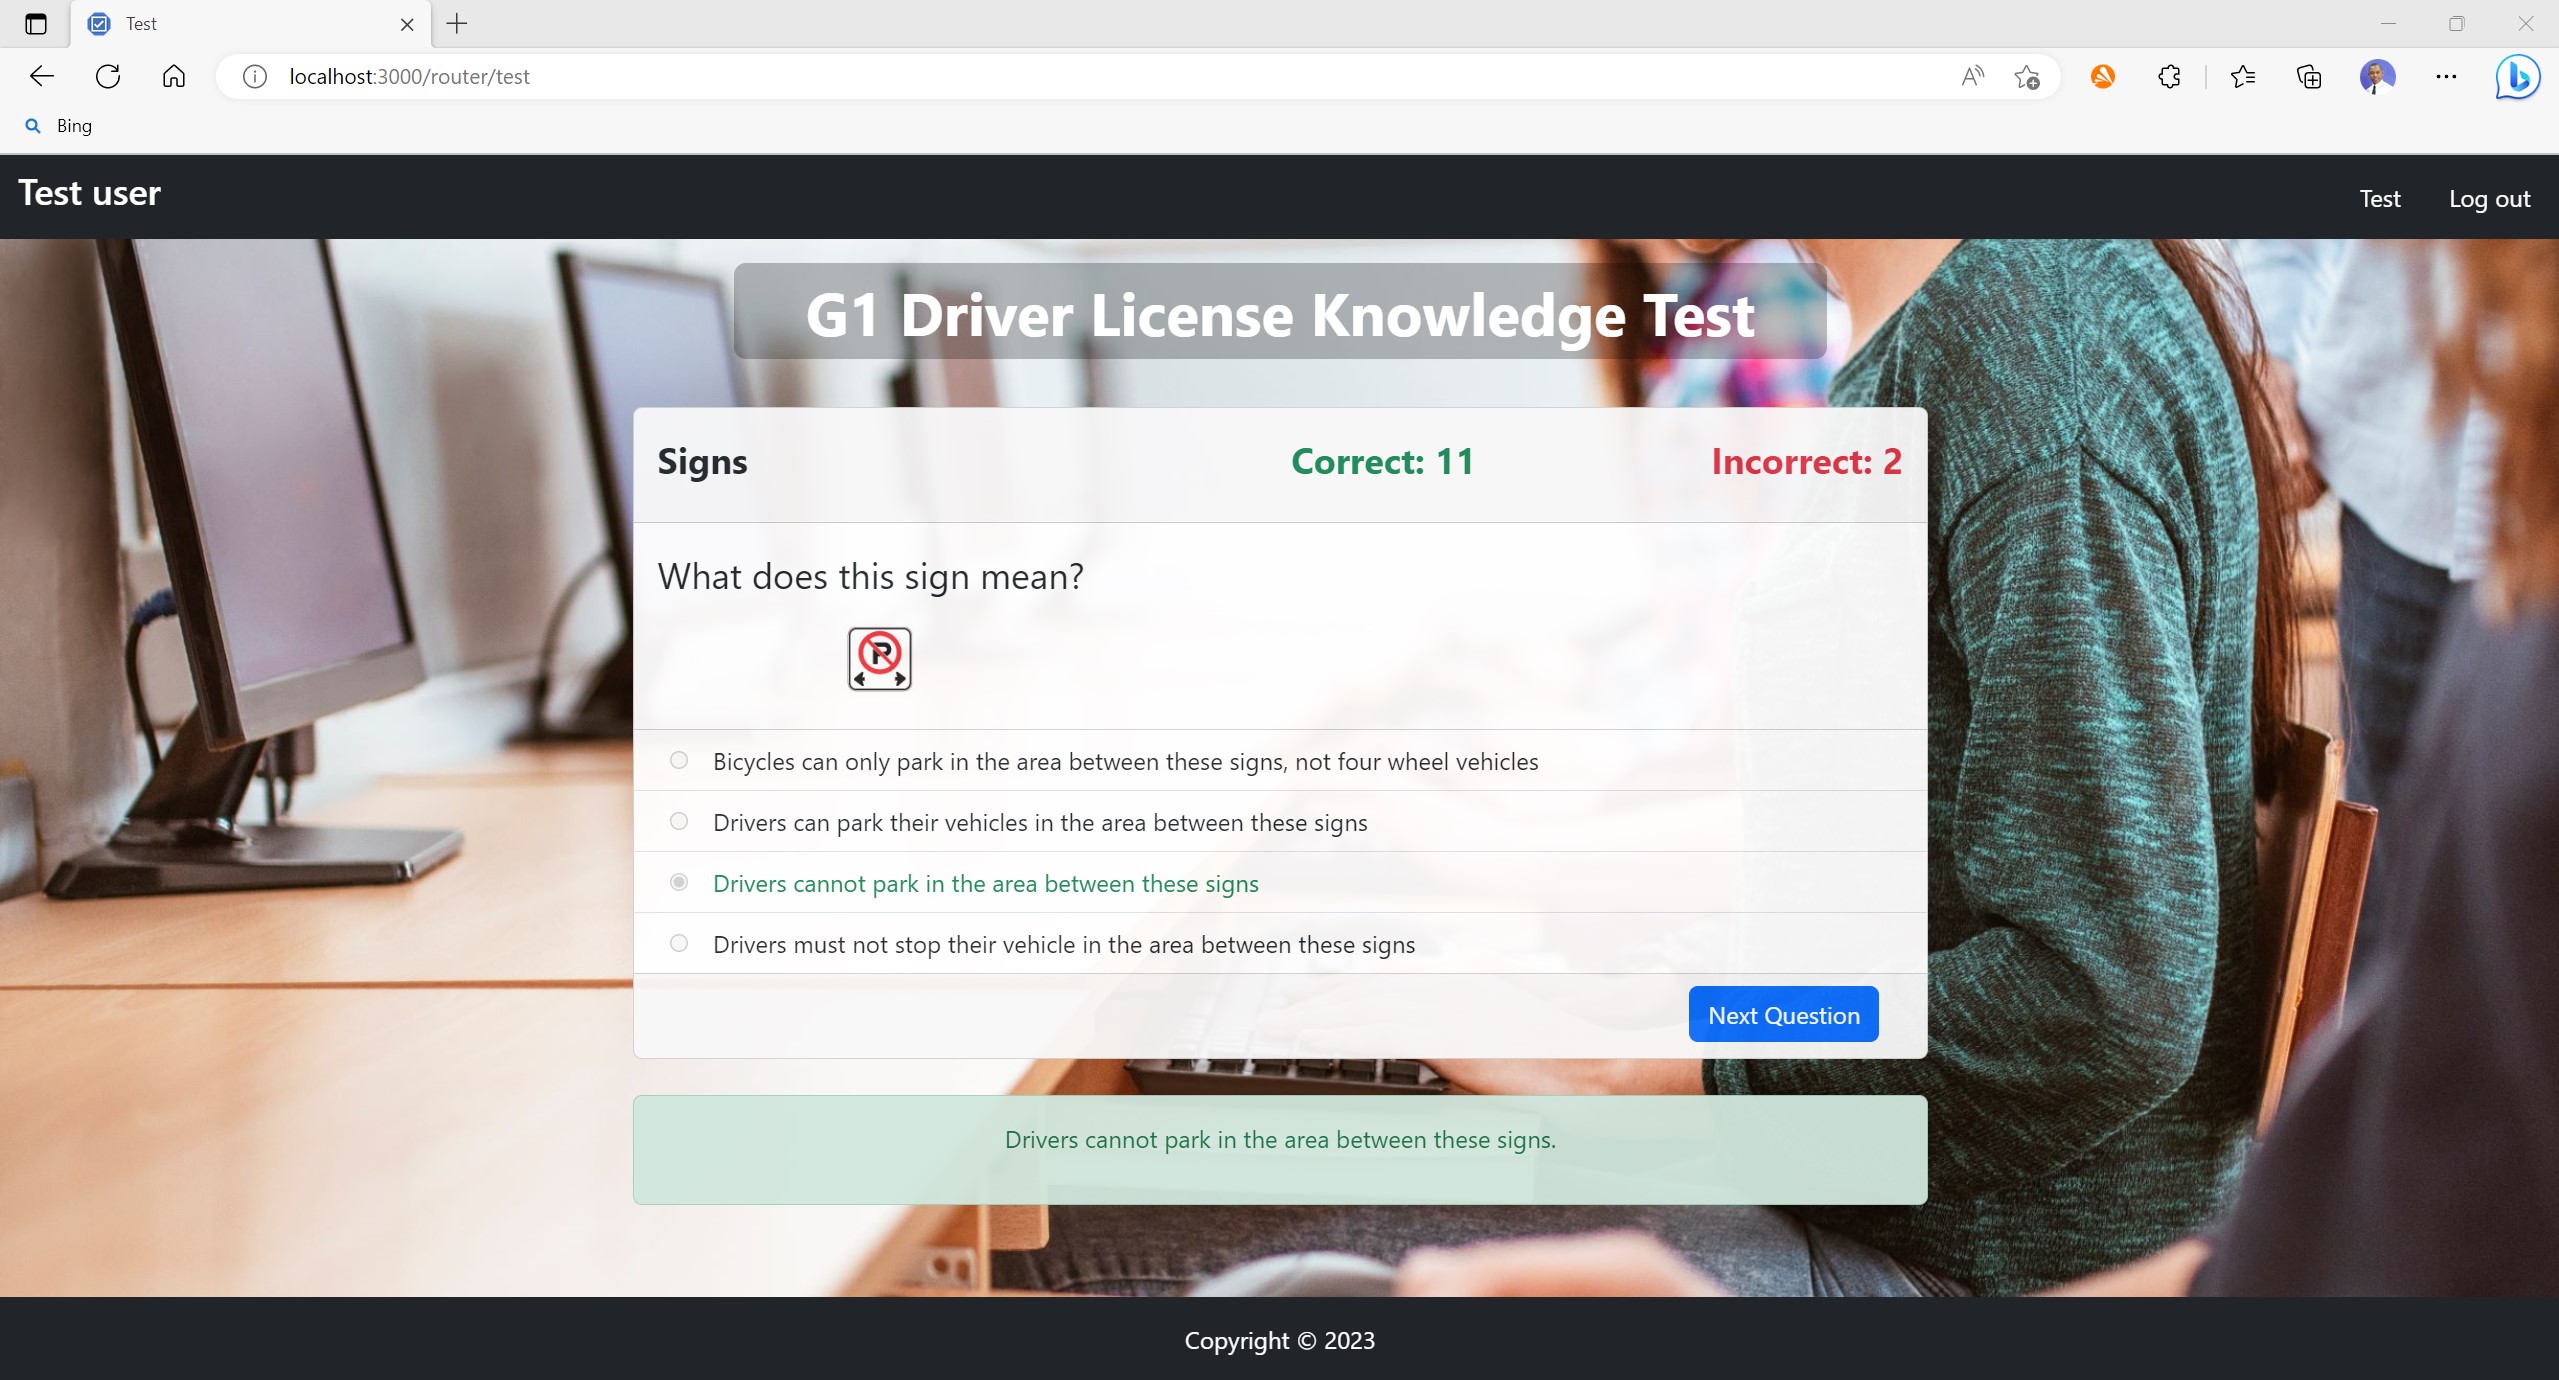 Test
localhost:3000/router/test
Bing
Test user
Test
Log out
G1 Driver License Knowledge Test
Signs
Correct: 11
Incorrect: 2
What does this sign mean?
P
Bicycles can only park in the area between these signs, not four wheel vehicles
Drivers can park their vehicles in the area between these signs
Drivers cannot park in the area between these signs
Drivers must not stop their vehicle in the area between these signs
Next Question
Drivers cannot park in the area between these signs.
Copyright © 2023